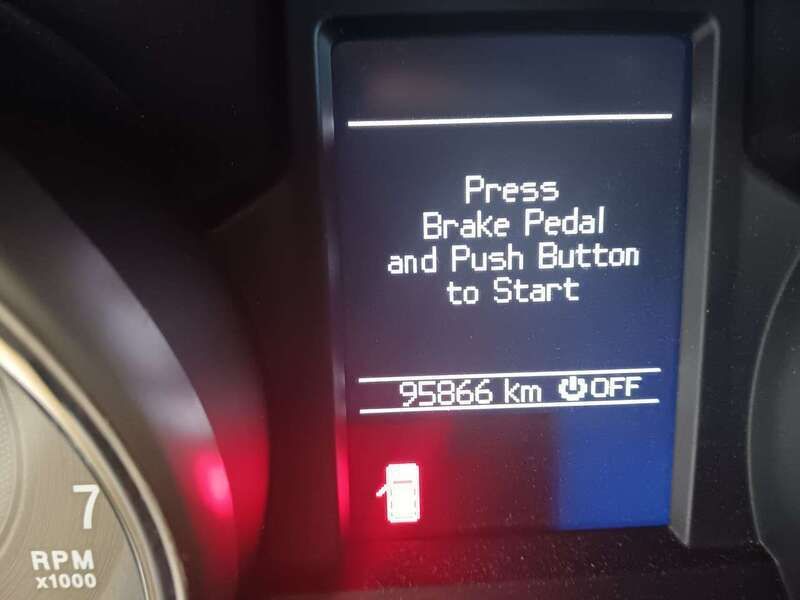 Press
Brake Pedal
and Push Button
to Start
95866 km OFF
7
RPM
x1000